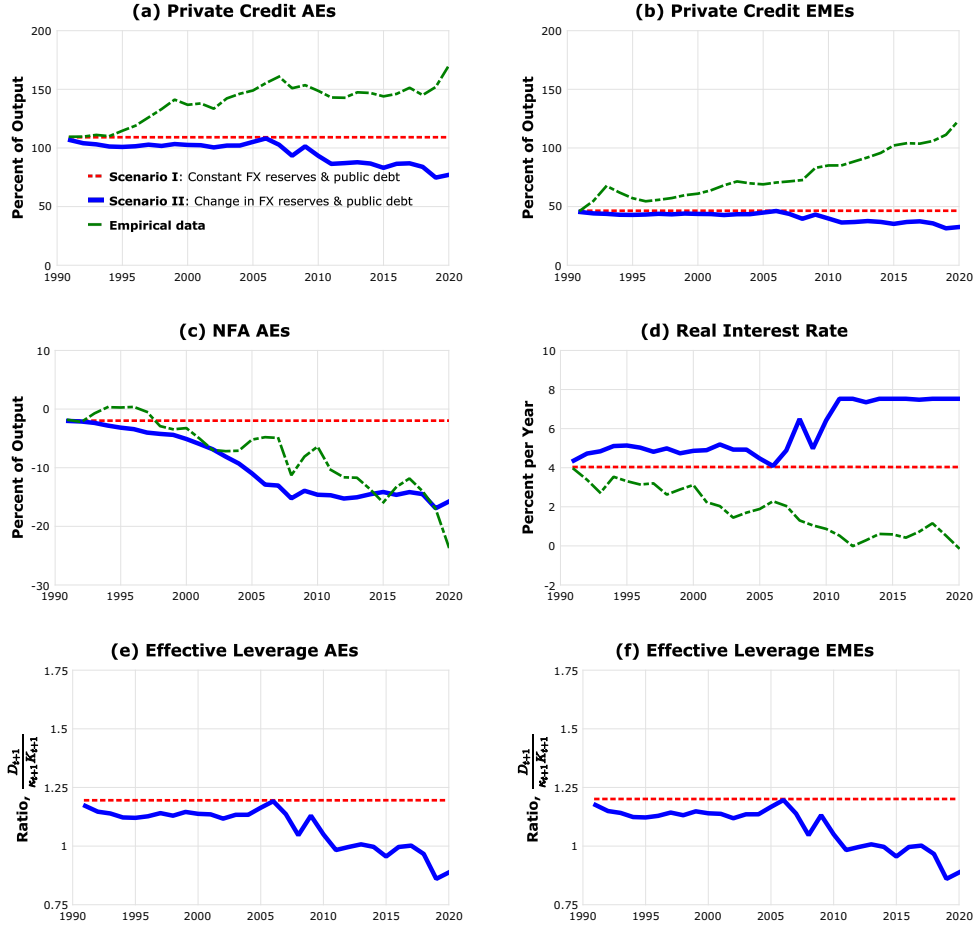 (a) Private Credit AEs
Percent of Output
200
150
100
50
0
1990 1995 2000 2005 2010 2015 2020
Scenario I: Constant FX reserves & public debt
Scenario II: Change in FX reserves & public debt
Empirical data
(b) Private Credit EMEs
Percent of Output
200
150
100
50
0
1990 1995 2000 2005 2010 2015 2020
(c) NFA AEs
Percent of Output
10
0
-10
-20
-30
1990 1995 2000 2005 2010 2015 2020
(d) Real Interest Rate
Percent per Year
10
8
6
4
2
0
-2
1990 1995 2000 2005 2010 2015 2020
(e) Effective Leverage AEs
Ratio, D_{t+1} / κ_{t+1}K_{t+1}
1.75
1.5
1.25
1
0.75
1990 1995 2000 2005 2010 2015 2020
(f) Effective Leverage EMEs
Ratio, D_{t+1} / κ_{t+1}K_{t+1}
1.75
1.5
1.25
1
0.75
1990 1995 2000 2005 2010 2015 2020